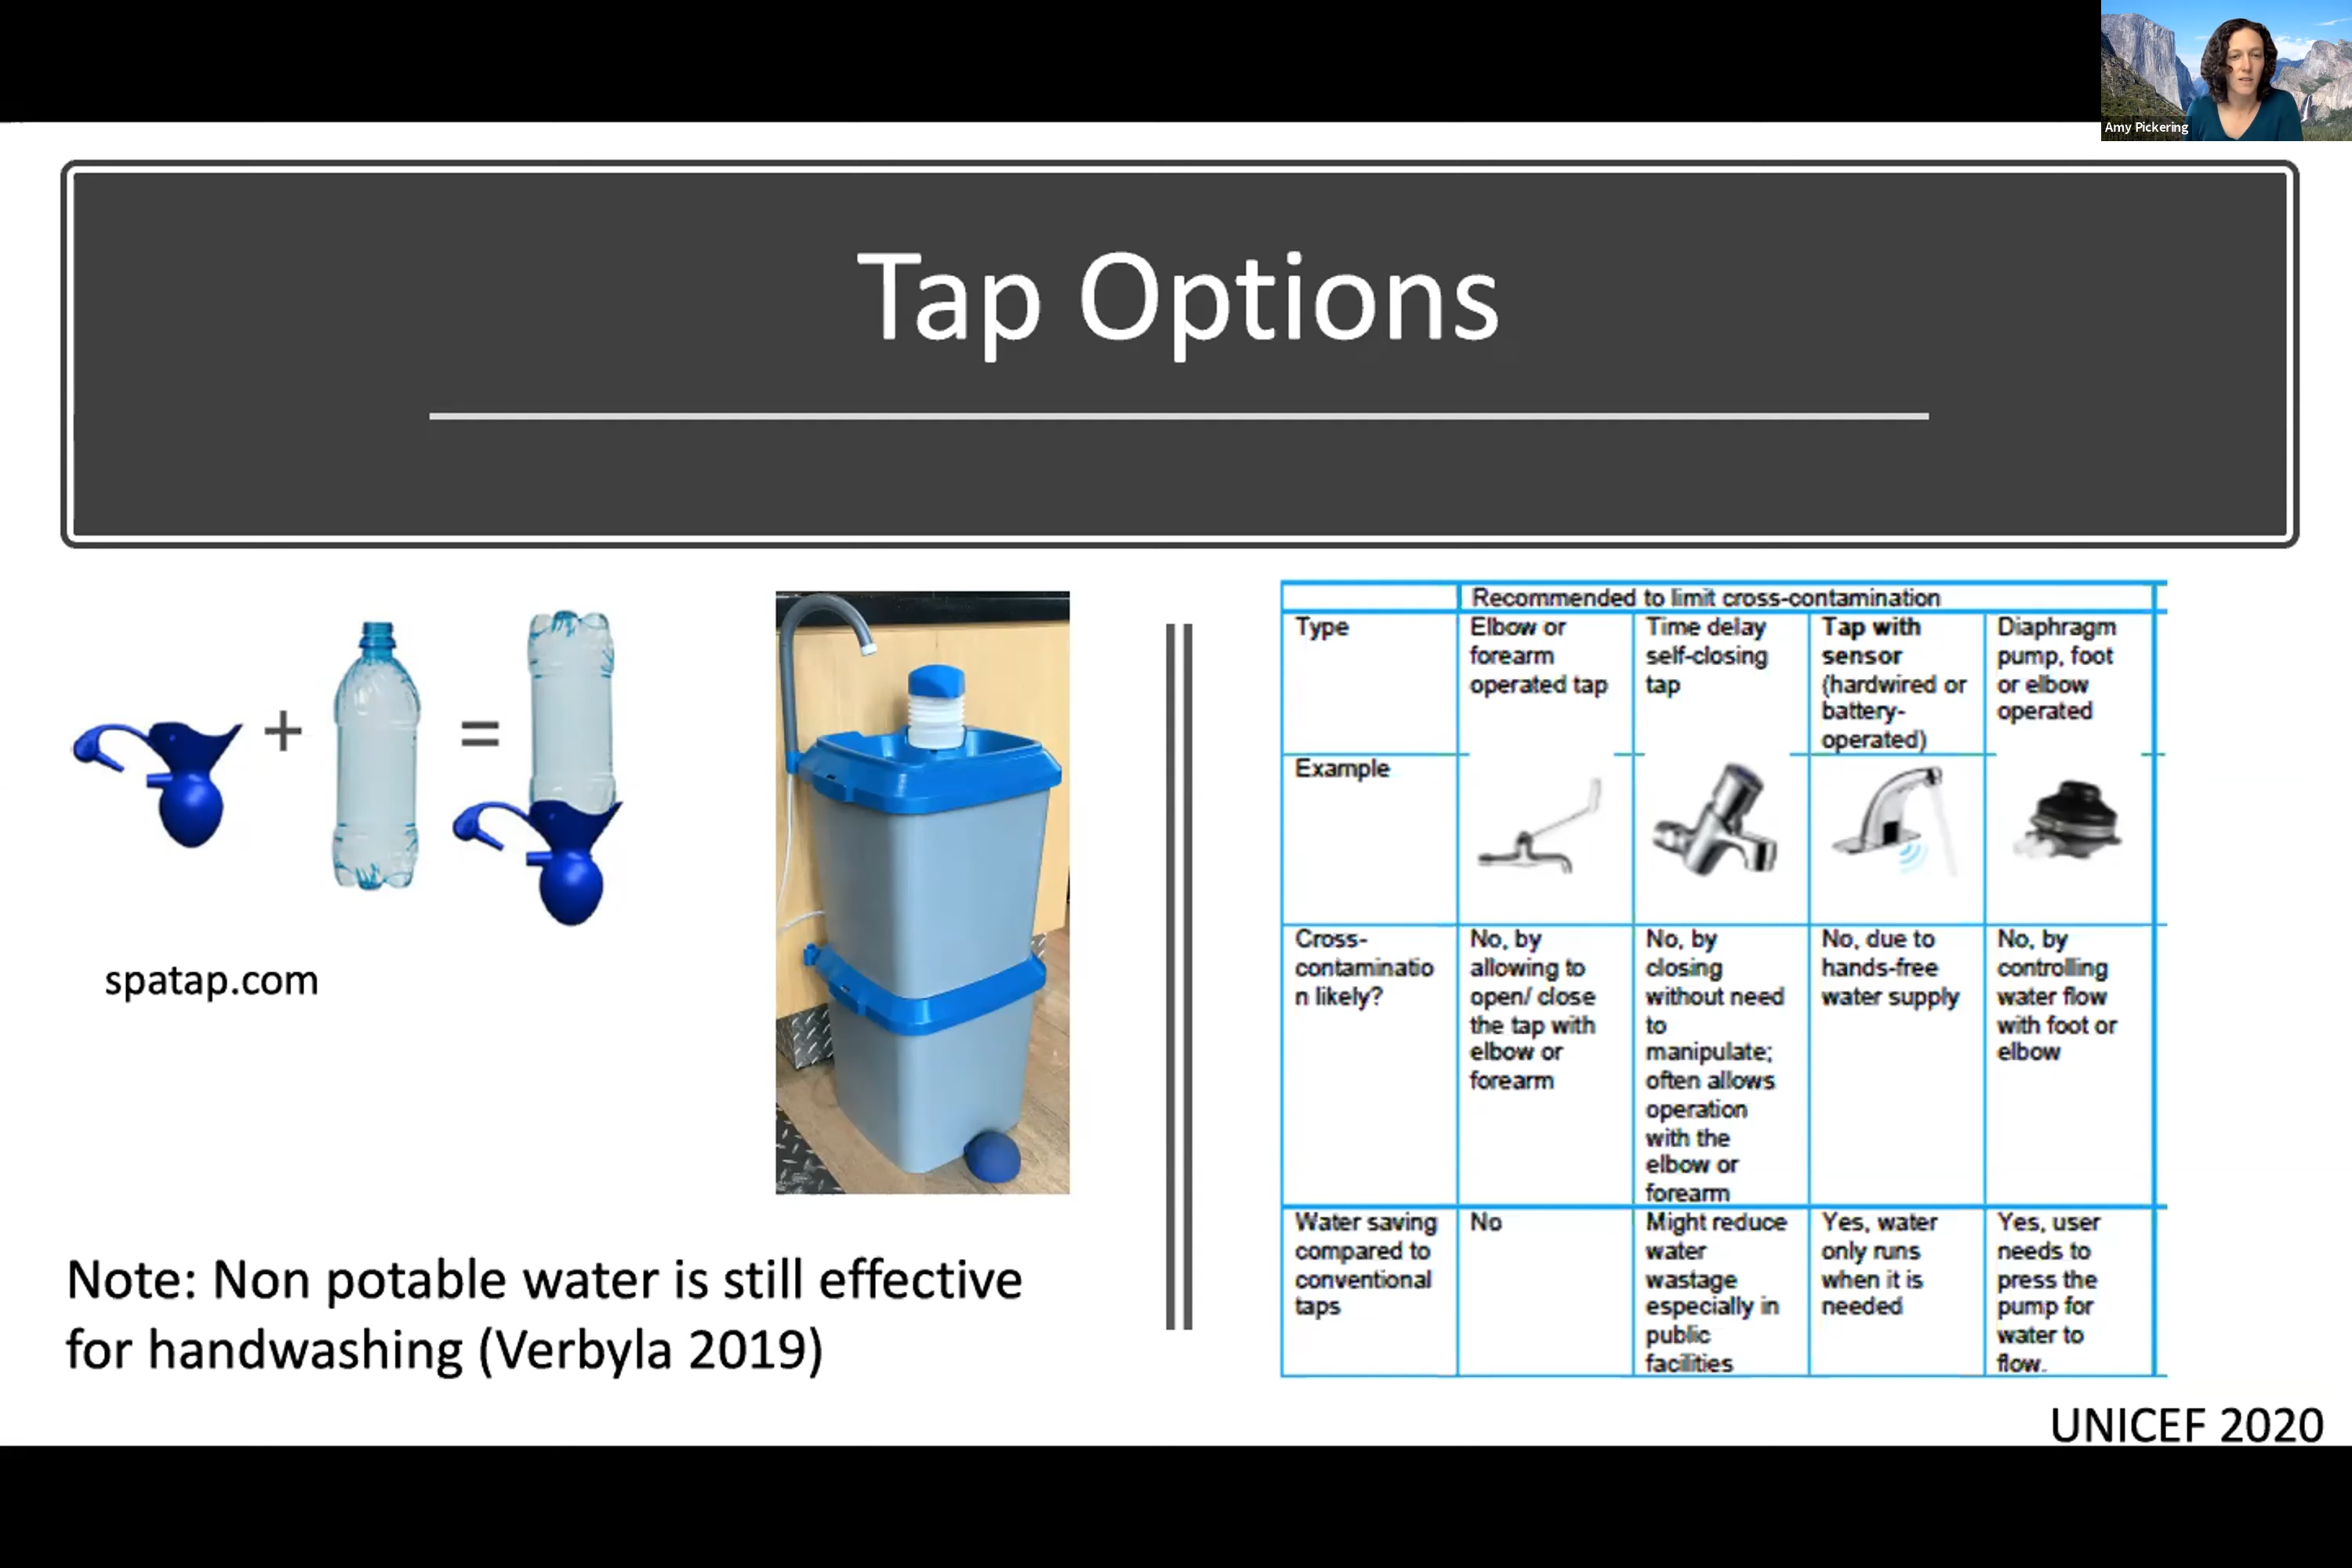 Amy Pickering
Tap Options
+
=
spatap.com
Note: Non potable water is still effective
for handwashing (Verbyla 2019)
Recommended to limit cross-contamination
Type
Elbow or
forearm
operated tap
Time delay
self-closing
tap
Tap with
sensor
(hardwired or
battery-
operated)
Diaphragm
pump, foot
or elbow
operated
Example
Cross-
contaminatio
n likely?
No, by
allowing to
open/ close
the tap with
elbow or
forearm
No, by
closing
without need
to
manipulate;
often allows
operation
with the
elbow or
forearm
No, due to
hands-free
water supply
No, by
controlling
water flow
with foot or
elbow
Water saving
compared to
conventional
taps
No
Might reduce
water
wastage
especially in
public
facilities
Yes, water
only runs
when it is
needed
Yes, user
needs to
press the
pump for
water to
flow.
UNICEF 2020